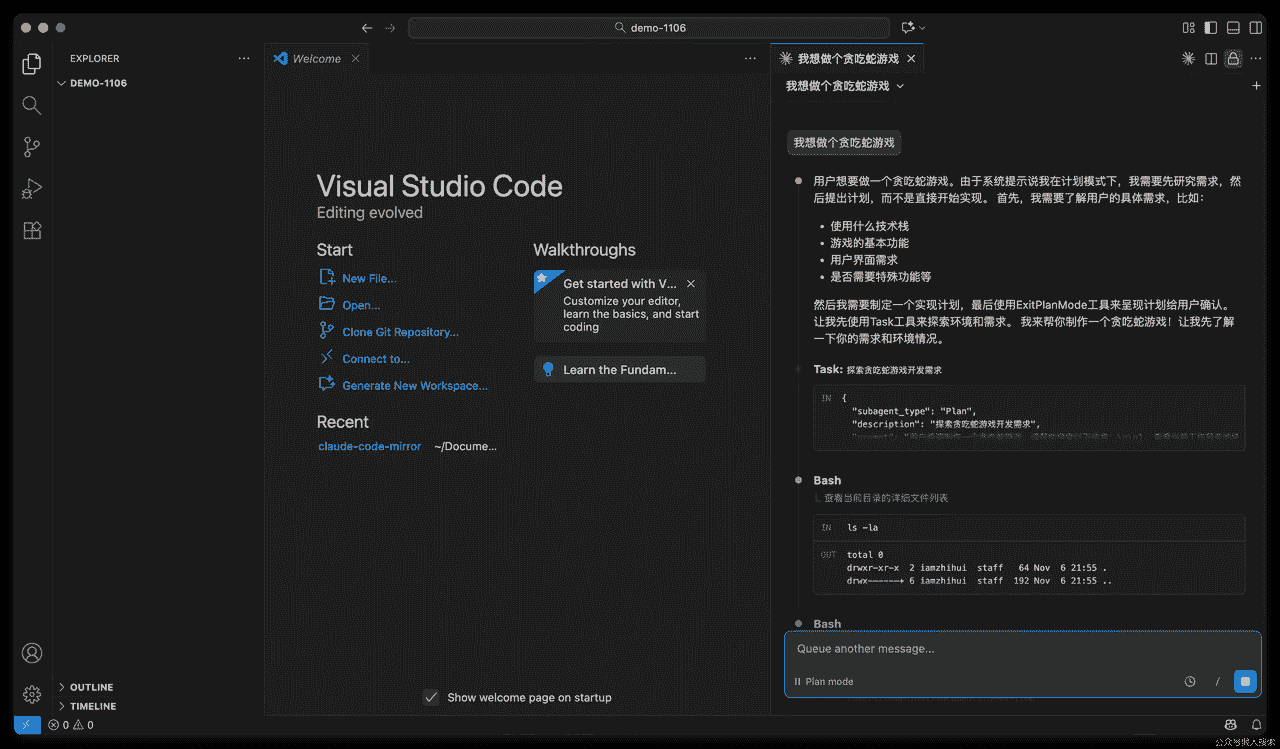 demo-1106
EXPLORER
DEMO-1106
Welcome
Visual Studio Code
Editing evolved
Start
New File...
Open...
Clone Git Repository...
Connect to...
Generate New Workspace...
Recent
claude-code-mirror ~/Docume...
Walkthroughs
Get started with V...
Customize your editor,
learn the basics, and start
coding
Learn the Fundam...
Show welcome page on startup
我想做个贪吃蛇游戏
我想做个贪吃蛇游戏
我想做个贪吃蛇游戏
用户想要做一个贪吃蛇游戏。由于系统提示说我在计划模式下，我需要先研究需求，然
后提出计划，而不是直接开始实现。 首先，我需要了解用户的具体需求，比如：
• 使用什么技术栈
• 游戏的基本功能
• 用户界面需求
• 是否需要特殊功能等
然后我需要制定一个实现计划，最后使用ExitPlanMode工具来呈现计划给用户确认。
让我先使用Task工具来探索环境和需求。 我来帮你制作一个贪吃蛇游戏！让我先了解
一下你的需求和环境情况。
Task: 探索贪吃蛇游戏开发需求
IN {
"subagent_type": "Plan",
"description": "探索贪吃蛇游戏开发需求",
Bash
查看当前目录的详细文件列表
IN ls -la
OUT total 0
drwxr-xr-x 2 iamzhihui staff 64 Nov 6 21:55 .
drwx------+ 6 iamzhihui staff 192 Nov 6 21:55 ..
Bash
Queue another message...
Plan mode
/
OUTLINE
TIMELINE
0 0